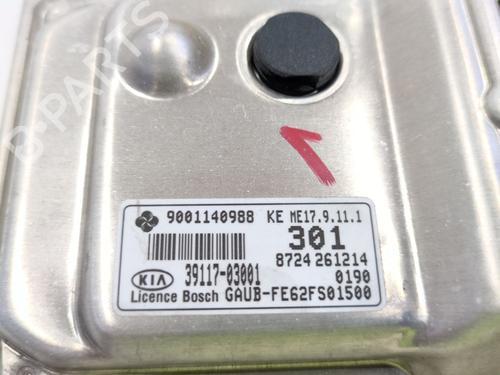 B-PARTS
9001140988 KE ME17.9.11.1
301
8724 261214
39117-03001 0190
KIA
Licence Bosch GAUB-FE62FS01500